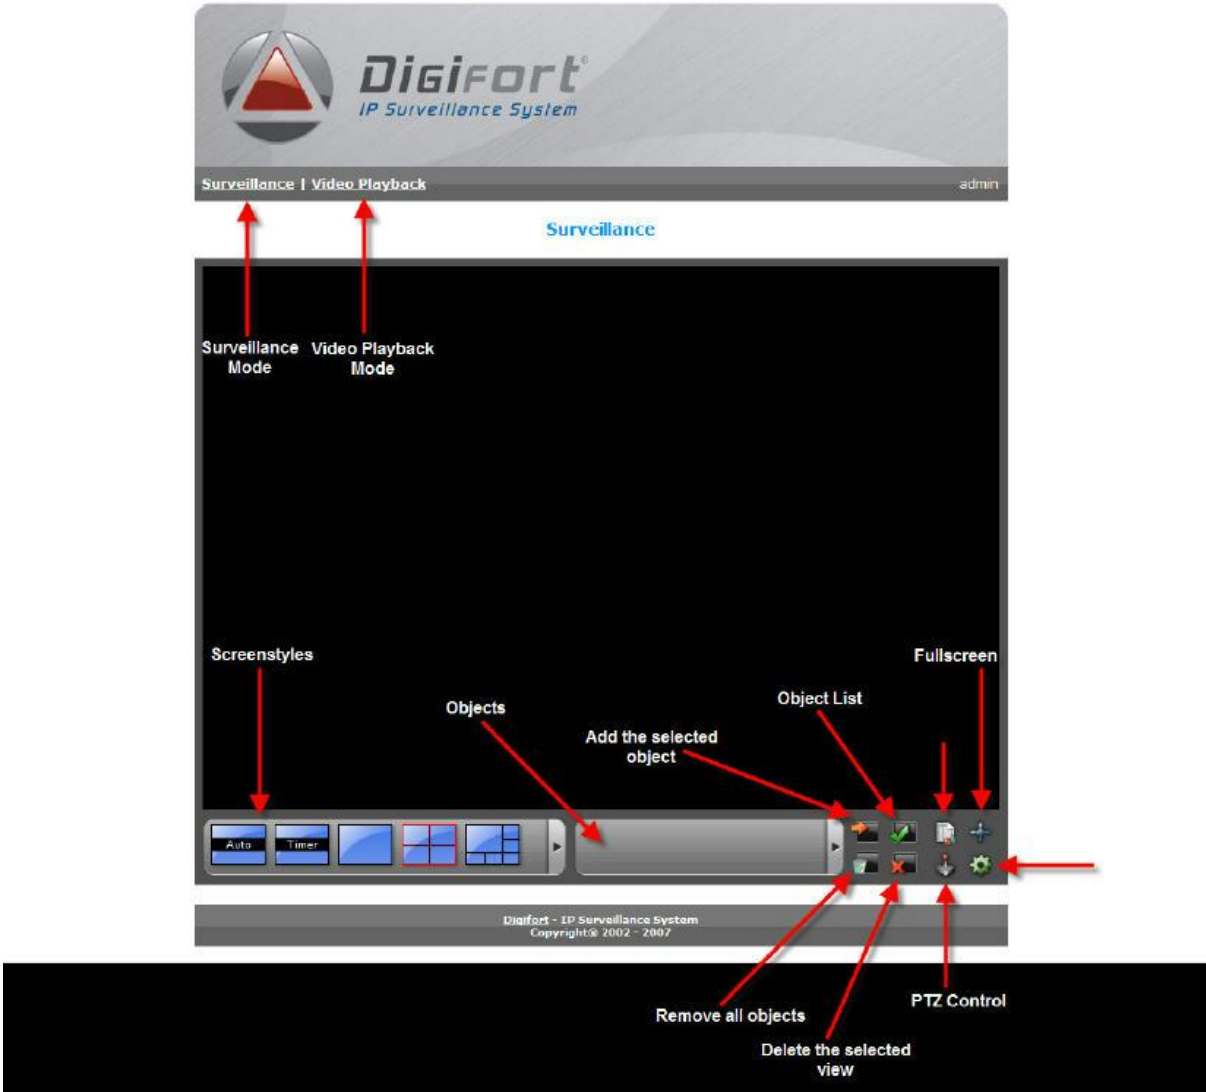 Digifort®
IP Surveillance System
Surveillance | Video Playback
admin
Surveillance
Surveillance
Mode
Video Playback
Mode
Screenstyles
Fullscreen
Objects
Object List
Add the selected
object
Auto
Timer
Digifort - IP Surveillance System
Copyright© 2002 - 2007
PTZ Control
Remove all objects
Delete the selected
view